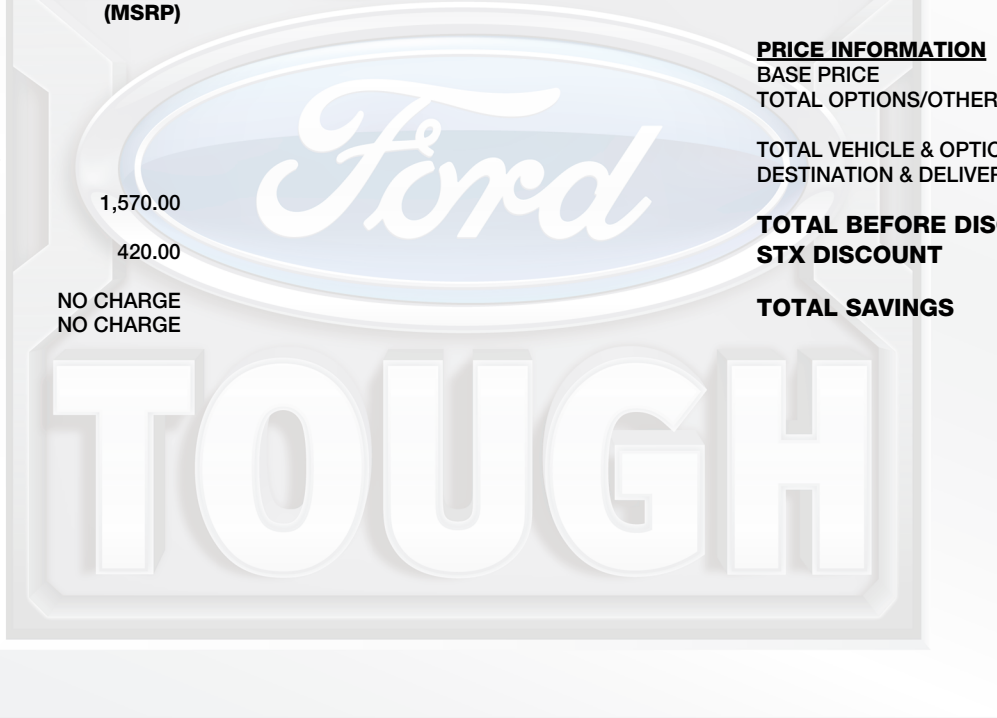 (MSRP)
1,570.00
420.00
NO CHARGE
NO CHARGE
PRICE INFORMATION
BASE PRICE
TOTAL OPTIONS/OTHER
TOTAL VEHICLE & OPTIO
DESTINATION & DELIVER
TOTAL BEFORE DISC
STX DISCOUNT
TOTAL SAVINGS
Ford
TOUGH